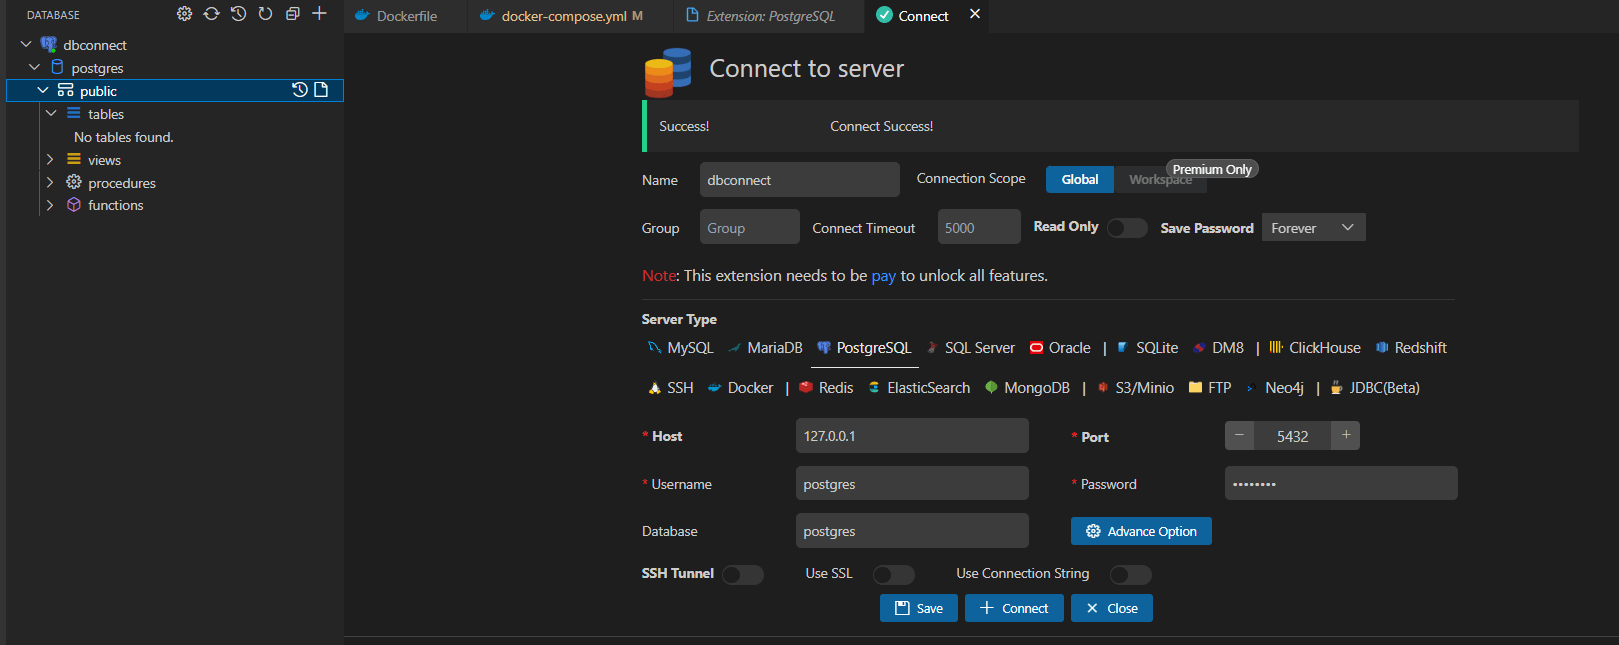 DATABASE
dbconnect
postgres
public
tables
No tables found.
views
procedures
functions
Dockerfile
docker-compose.yml M
Extension: PostgreSQL
Connect
Connect to server
Success! Connect Success!
Name dbconnect Connection Scope Global Workspace Premium Only
Group Group Connect Timeout 5000 Read Only Save Password Forever
Note: This extension needs to be pay to unlock all features.
Server Type
MySQL MariaDB PostgreSQL SQL Server Oracle | SQLite DM8 | ClickHouse Redshift
SSH Docker | Redis ElasticSearch MongoDB | S3/Minio FTP Neo4j | JDBC(Beta)
* Host 127.0.0.1 * Port − 5432 +
* Username postgres * Password ••••••••
Database postgres Advance Option
SSH Tunnel Use SSL Use Connection String
Save Connect Close